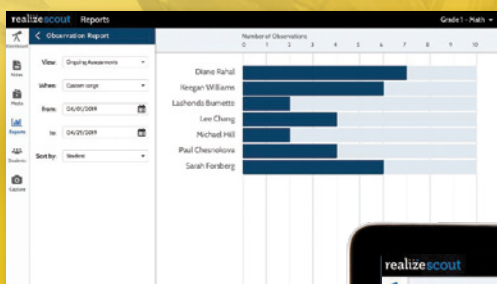 realizescout Reports
Grade 1 - Math
Observation Report
Dashboard
Notes
Media
Reports
Students
Capture
View: Ongoing Assessments
When: Custom range
From: 04/01/2019
to: 04/29/2019
Sort by: Student
Number of Observations
0 1 2 3 4 5 6 7 8 9 10
Diane Rahal
Keegan Williams
Lashonda Burnette
Lee Chang
Michael Hill
Paul Chesnokova
Sarah Forsberg
realizescout